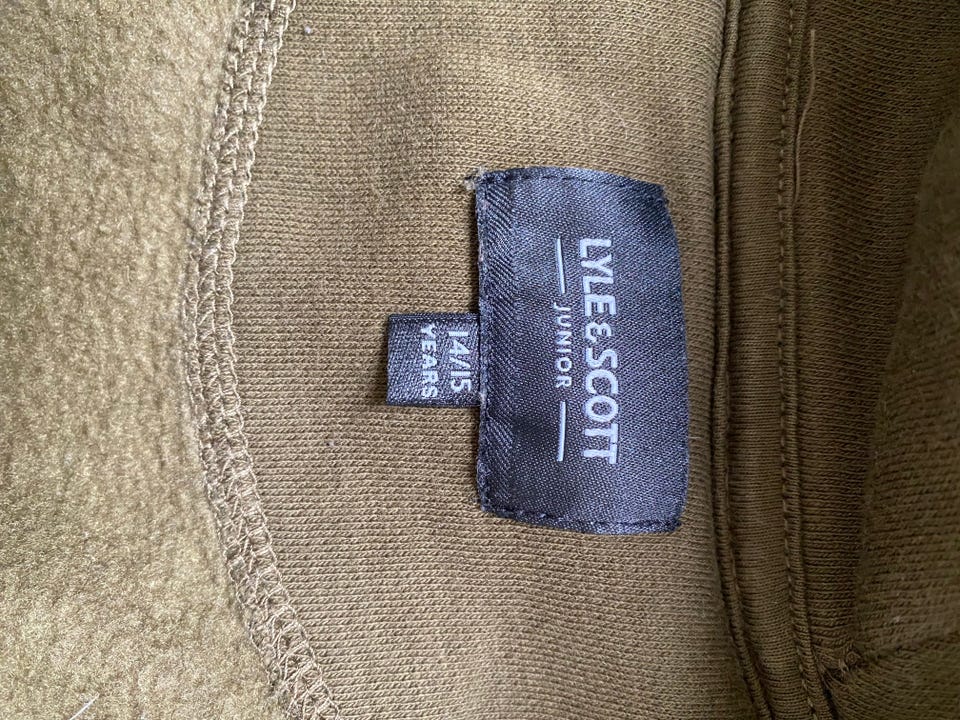 LYLE & SCOTT
JUNIOR
14/15
YEARS